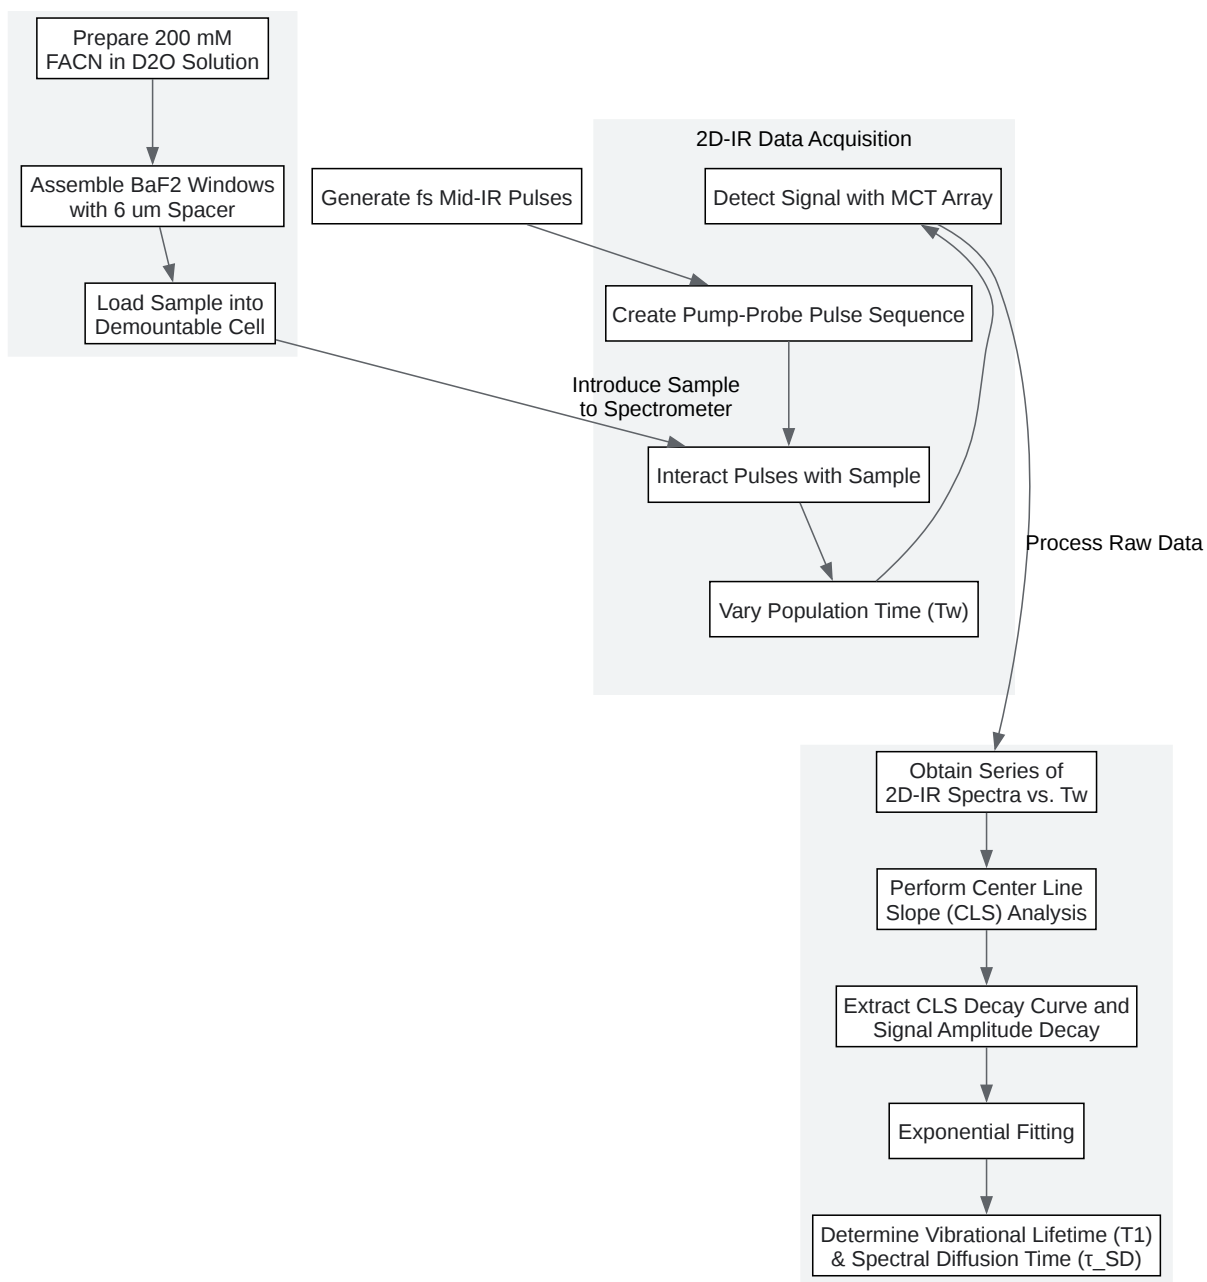 Prepare 200 mM
FACN in D2O Solution
Assemble BaF2 Windows
with 6 um Spacer
Load Sample into
Demountable Cell
Generate fs Mid-IR Pulses
2D-IR Data Acquisition
Detect Signal with MCT Array
Create Pump-Probe Pulse Sequence
Introduce Sample
to Spectrometer
Interact Pulses with Sample
Process Raw Data
Vary Population Time (Tw)
Obtain Series of
2D-IR Spectra vs. Tw
Perform Center Line
Slope (CLS) Analysis
Extract CLS Decay Curve and
Signal Amplitude Decay
Exponential Fitting
Determine Vibrational Lifetime (T1)
& Spectral Diffusion Time (τ_SD)